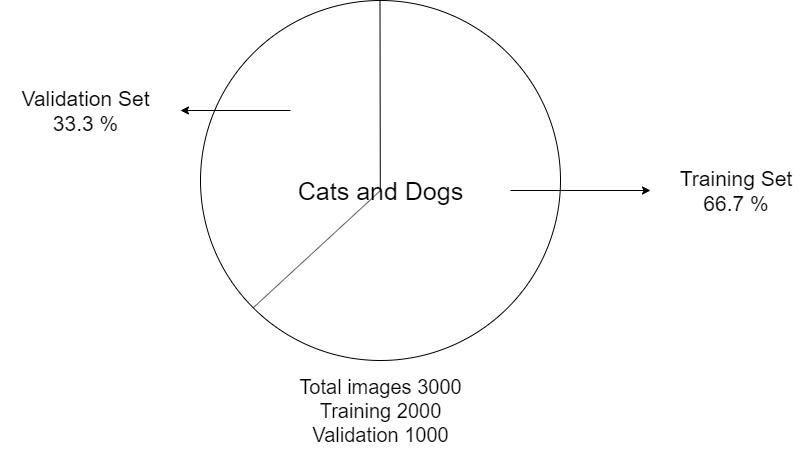 Validation Set
33.3 %
Cats and Dogs
Training Set
66.7 %
Total images 3000
Training 2000
Validation 1000